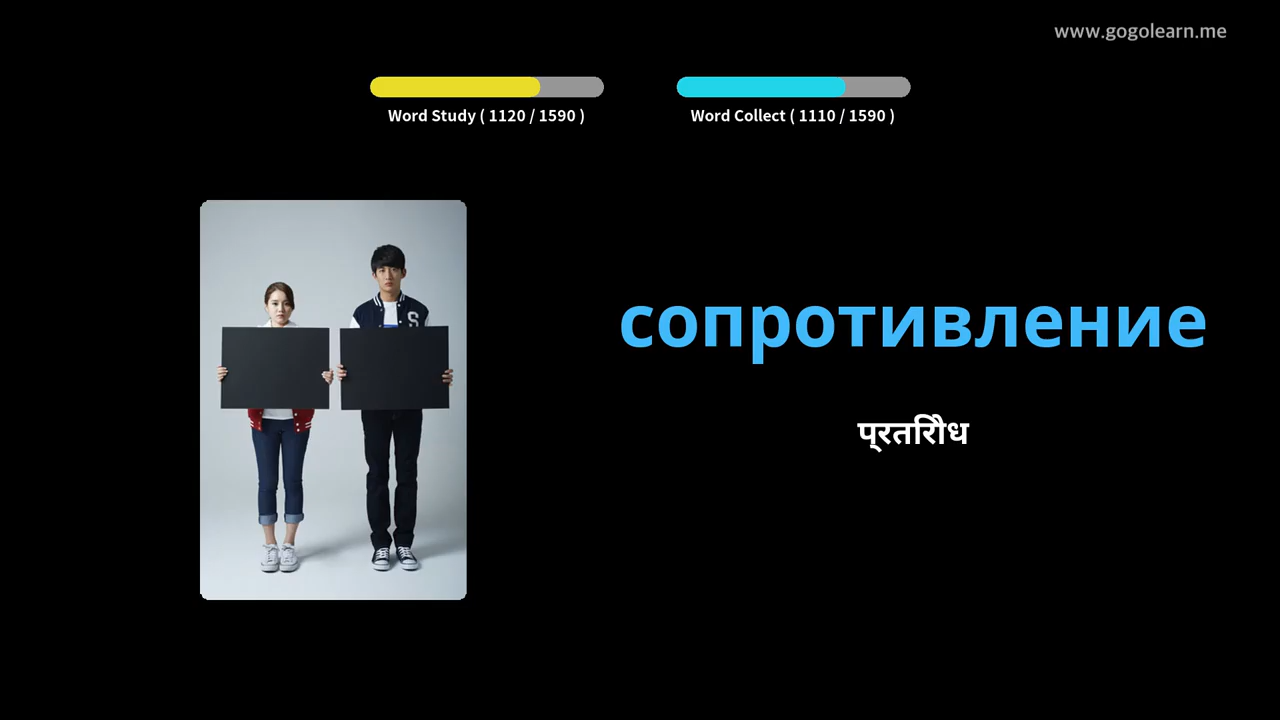 www.gogolearn.me
Word Study ( 1120 / 1590 )
Word Collect ( 1110 / 1590 )
S
сопротивление
प्रतिरोध